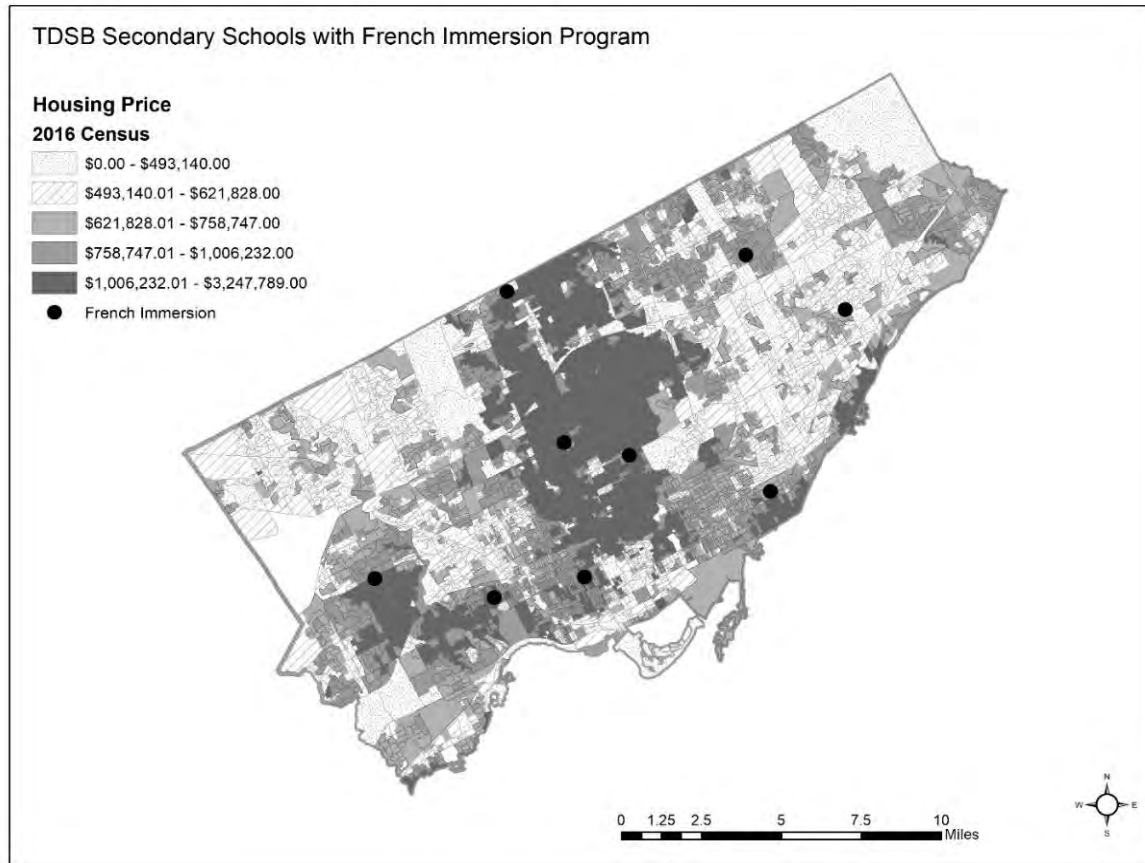 TDSB Secondary Schools with French Immersion Program
Housing Price
2016 Census
$0.00 - $493,140.00
$493,140.01 - $621,828.00
$621,828.01 - $758,747.00
$758,747.01 - $1,006,232.00
$1,006,232.01 - $3,247,789.00
French Immersion
N
W E
S
0 1.25 2.5 5 7.5 10
Miles